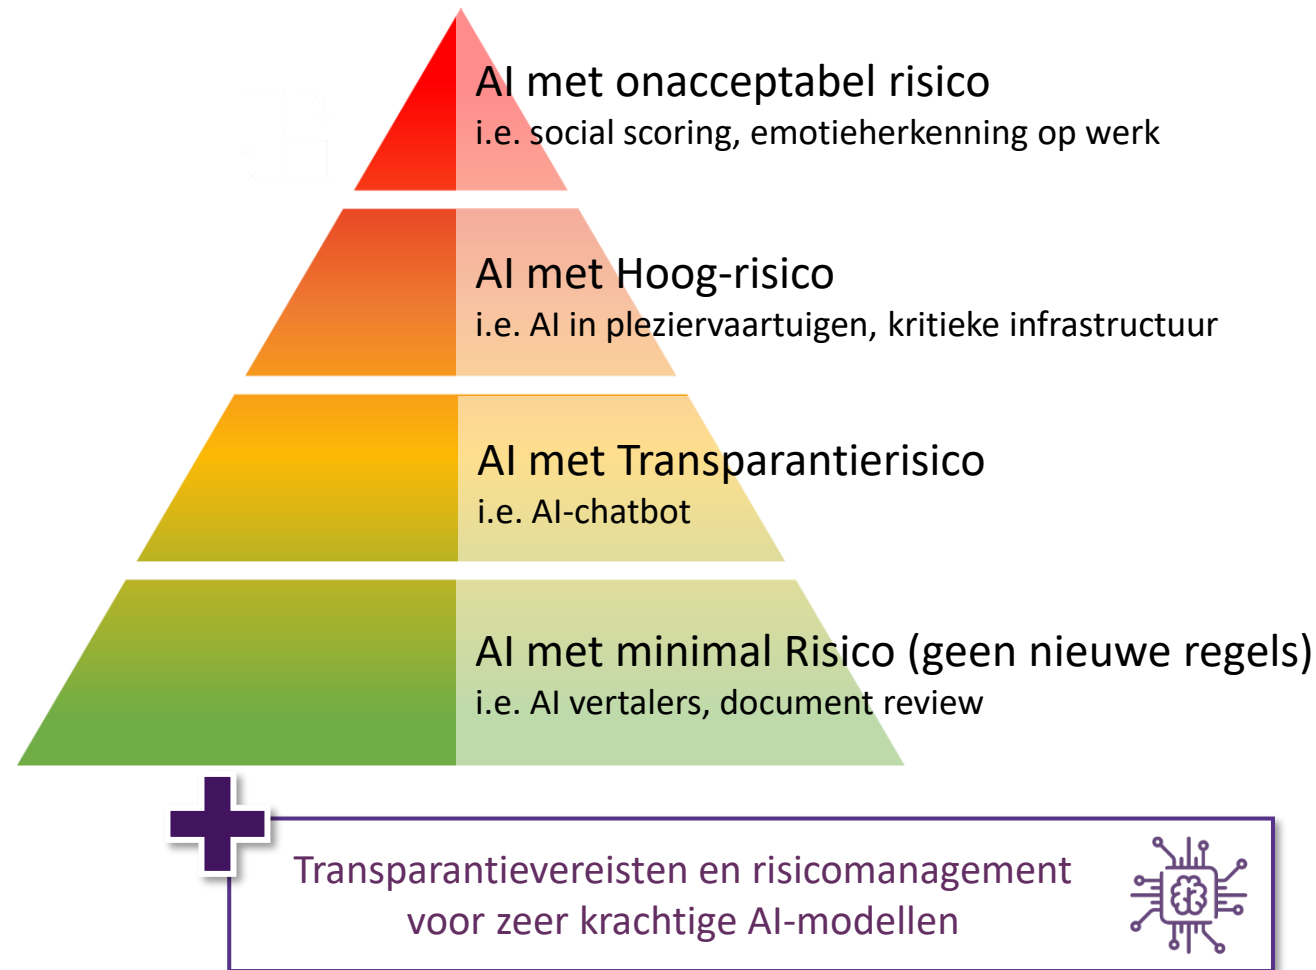 AI met onacceptabel risico
i.e. social scoring, emotieherkenning op werk
AI met Hoog-risico
i.e. AI in pleziervaartuigen, kritieke infrastructuur
AI met Transparantierisico
i.e. AI-chatbot
AI met minimal Risico (geen nieuwe regels)
i.e. AI vertalers, document review
Transparantievereisten en risicomanagement
voor zeer krachtige AI-modellen